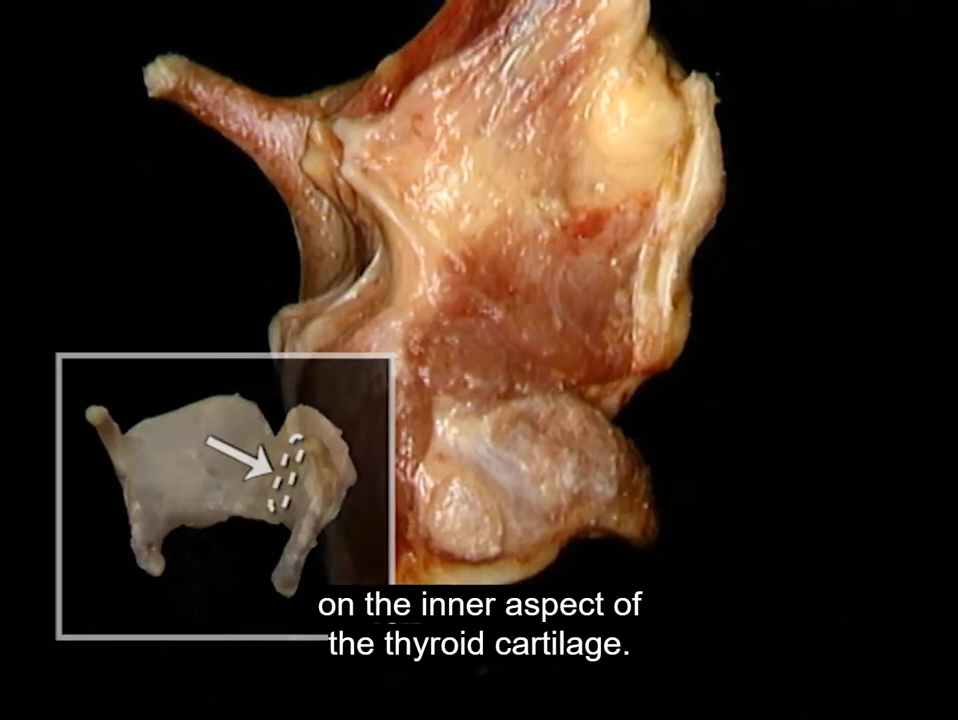 on the inner aspect of
the thyroid cartilage.